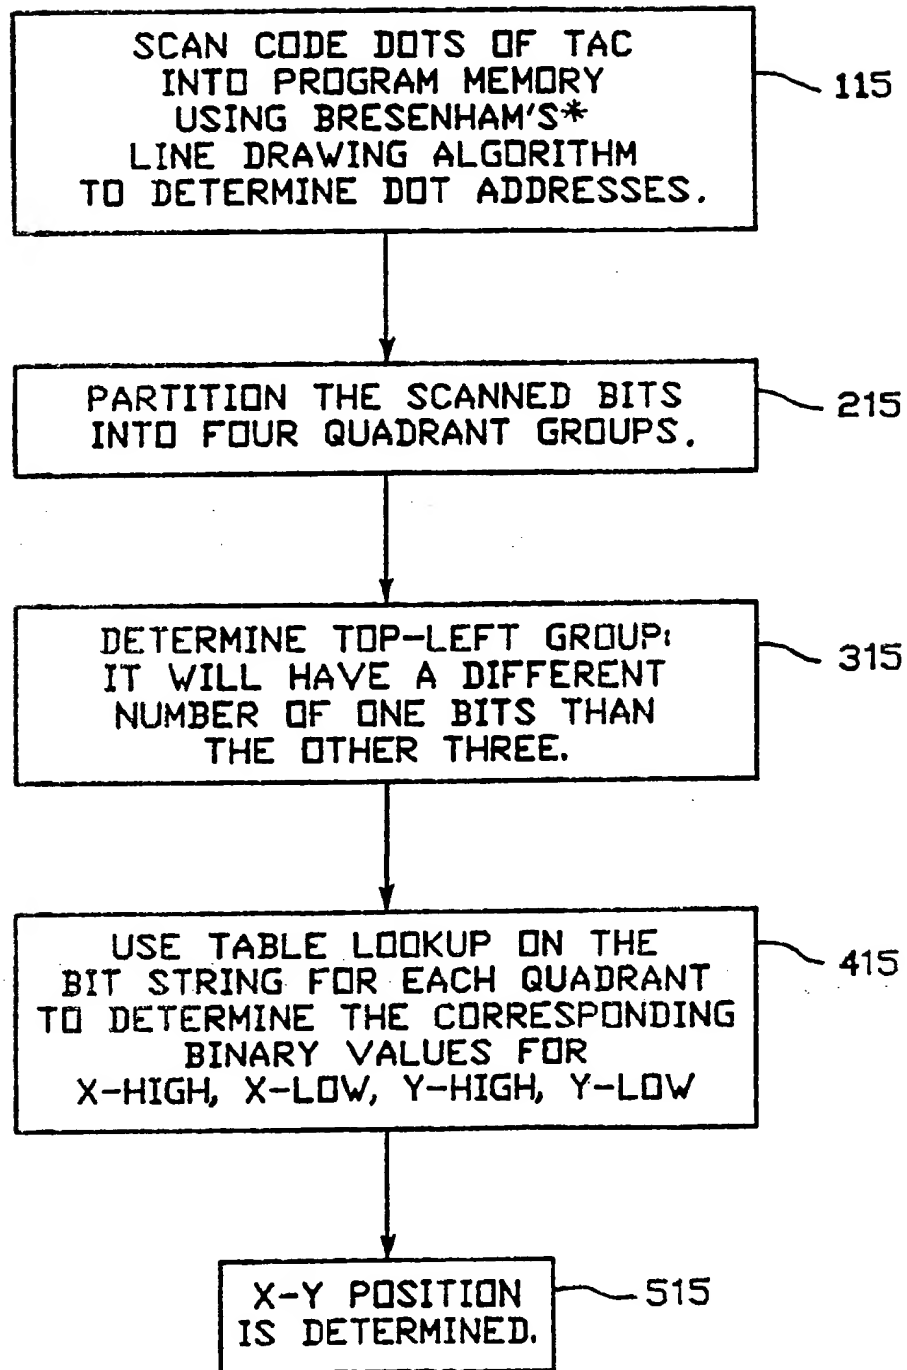 SCAN CODE DOTS OF TAC
INTO PROGRAM MEMORY
USING BRESENHAM'S*
LINE DRAWING ALGORITHM
TO DETERMINE DOT ADDRESSES.
115
PARTITION THE SCANNED BITS
INTO FOUR QUADRANT GROUPS.
215
DETERMINE TOP-LEFT GROUP:
IT WILL HAVE A DIFFERENT
NUMBER OF ONE BITS THAN
THE OTHER THREE.
315
USE TABLE LOOKUP ON THE
BIT STRING FOR EACH QUADRANT
TO DETERMINE THE CORRESPONDING
BINARY VALUES FOR
X-HIGH, X-LOW, Y-HIGH, Y-LOW
415
X-Y POSITION
IS DETERMINED.
515